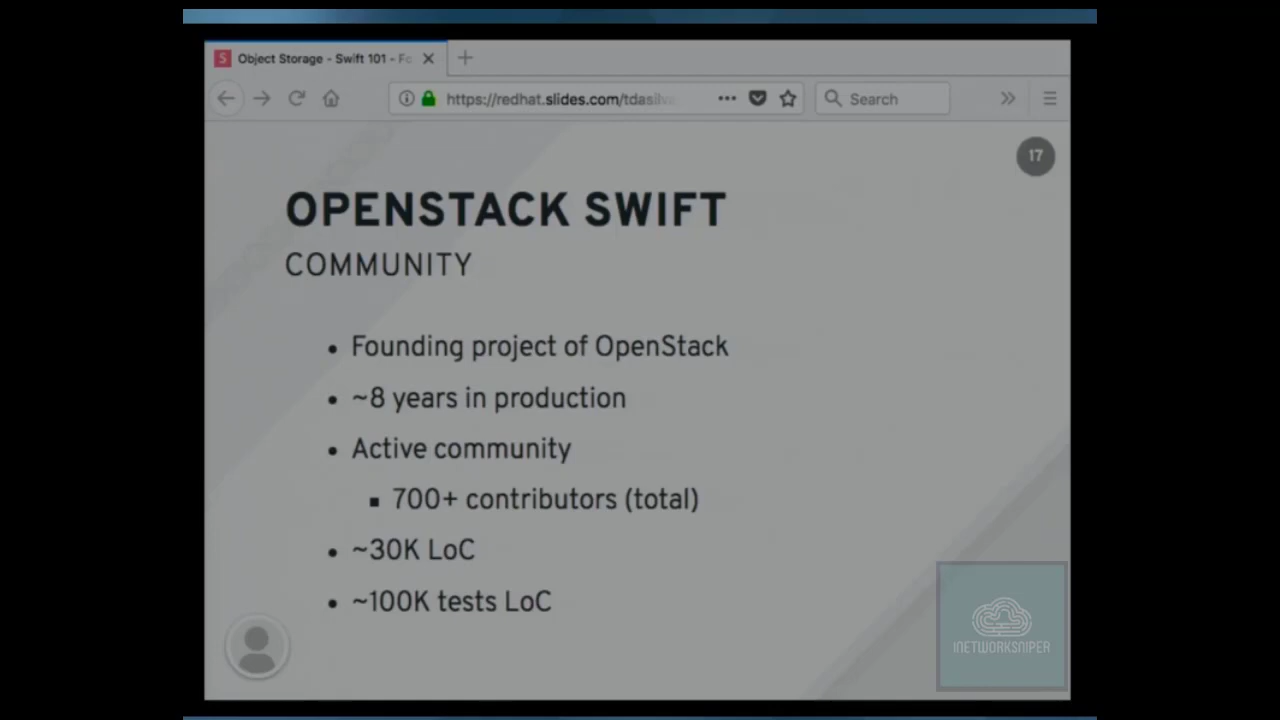 Object Storage - Swift 101 - Fo
https://redhat.slides.com/tdasilva
Search
17
OPENSTACK SWIFT
COMMUNITY
Founding project of OpenStack
~8 years in production
Active community
700+ contributors (total)
~30K LoC
~100K tests LoC
INETWORKSNIPER